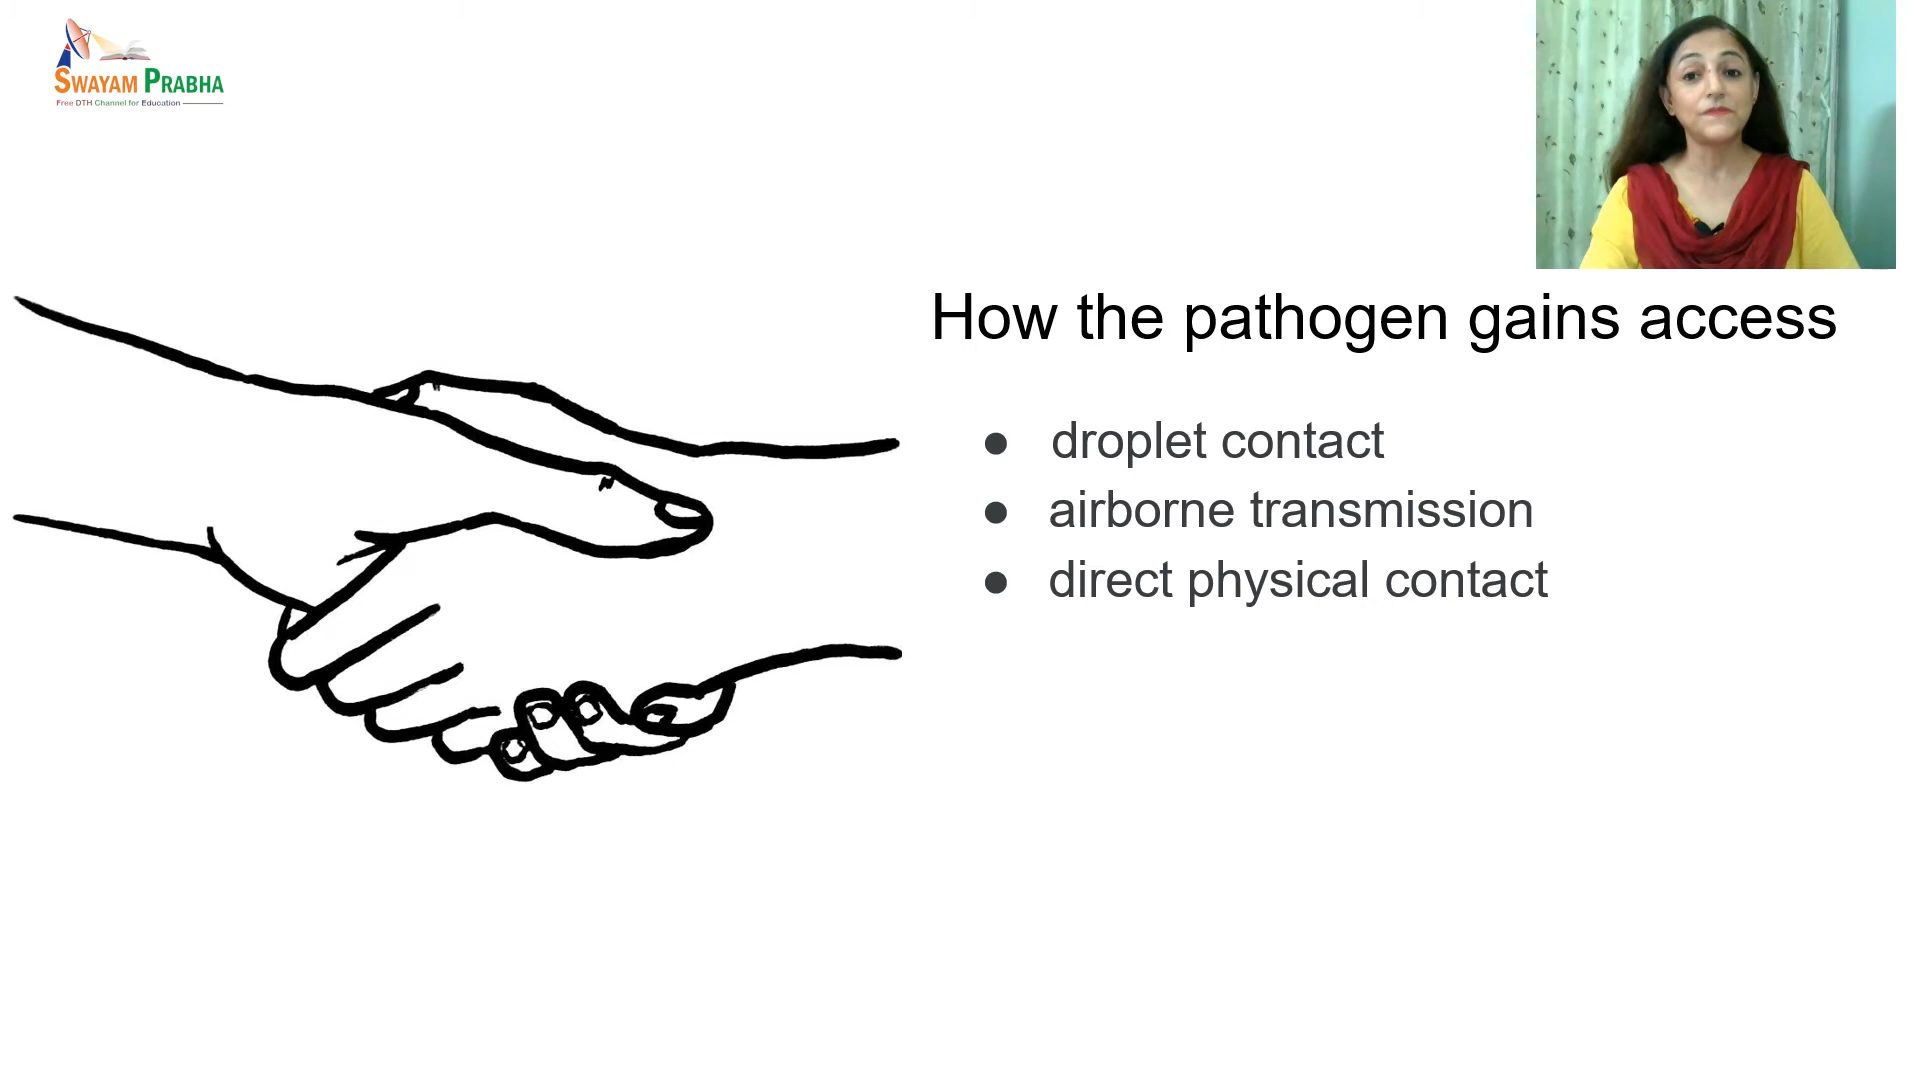 SWAYAM PRABHA
Free DTH Channel for Education
How the pathogen gains access
● droplet contact
● airborne transmission
● direct physical contact